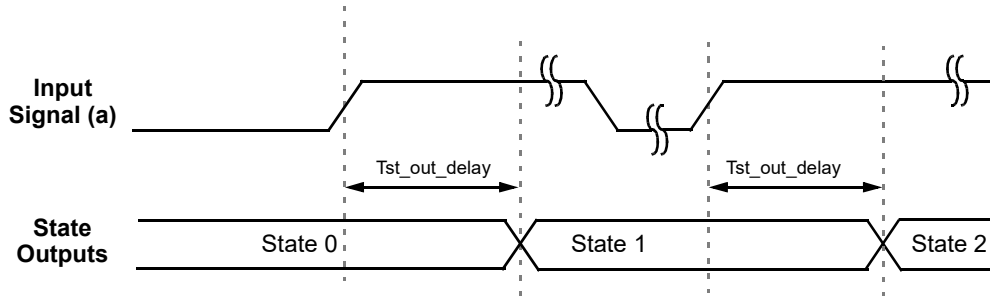 Input
Signal (a)
Tst_out_delay
Tst_out_delay
State
Outputs
State 0
State 1
State 2